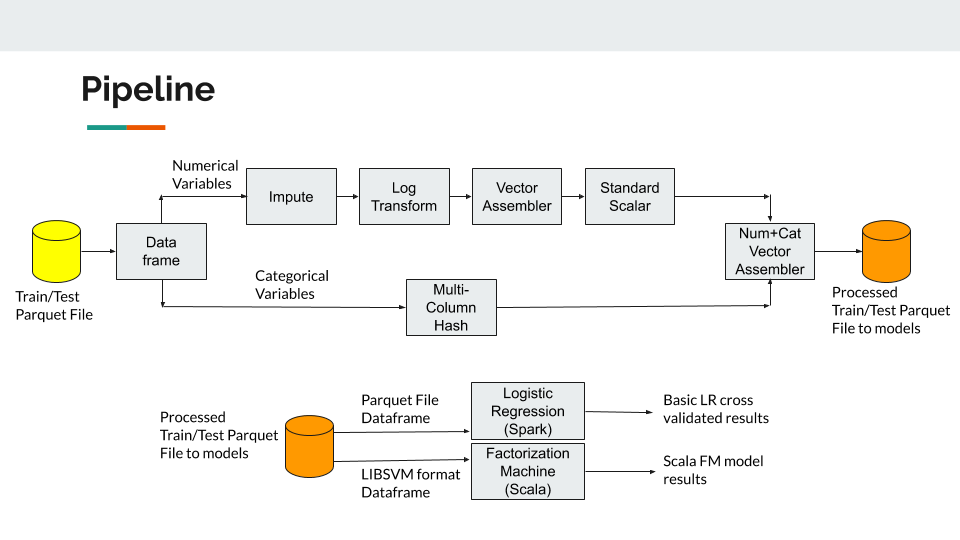 Pipeline
Numerical
Variables
Impute
Log
Transform
Vector
Assembler
Standard
Scalar
Data
frame
Num+Cat
Vector
Assembler
Train/Test
Parquet File
Categorical
Variables
Multi-
Column
Hash
Processed
Train/Test Parquet
File to models
Processed
Train/Test Parquet
File to models
Parquet File
Dataframe
Logistic
Regression
(Spark)
Basic LR cross
validated results
LIBSVM format
Dataframe
Factorization
Machine
(Scala)
Scala FM model
results